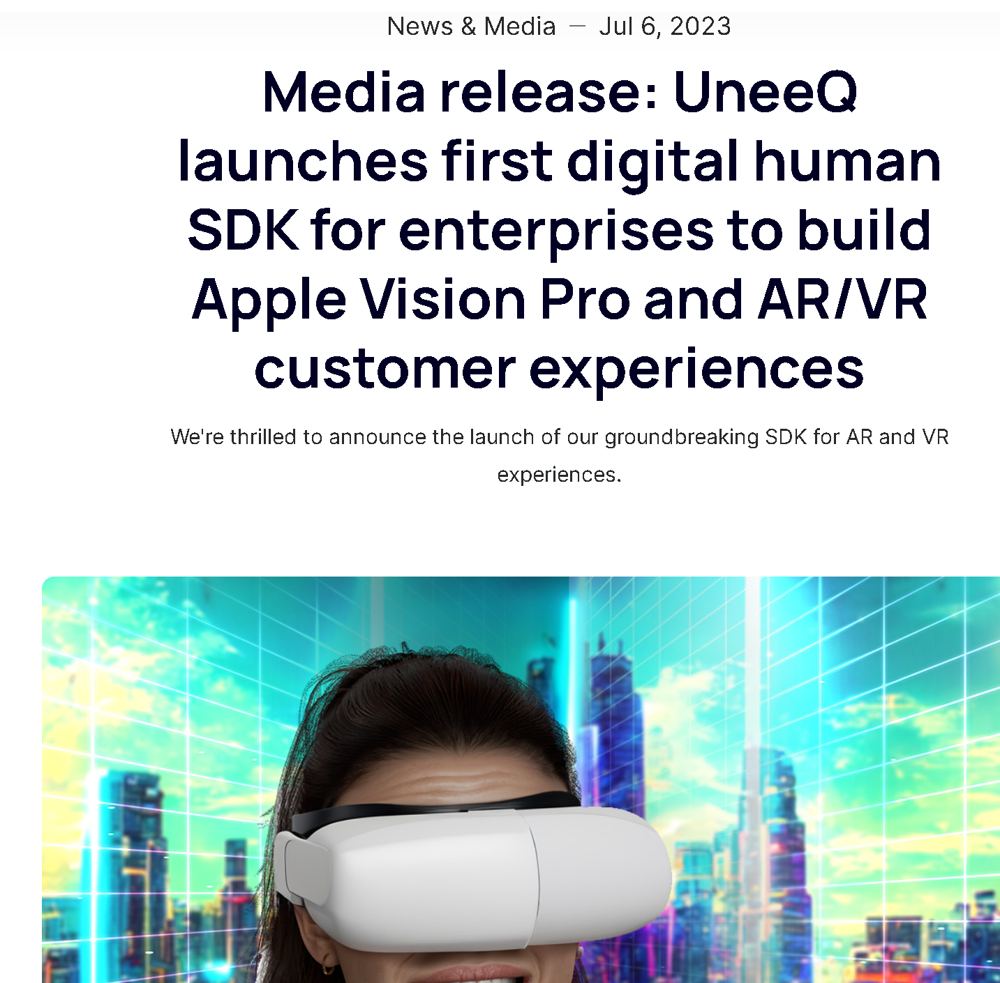 News & Media — Jul 6, 2023
Media release: UneeQ
launches first digital human
SDK for enterprises to build
Apple Vision Pro and AR/VR
customer experiences
We're thrilled to announce the launch of our groundbreaking SDK for AR and VR
experiences.